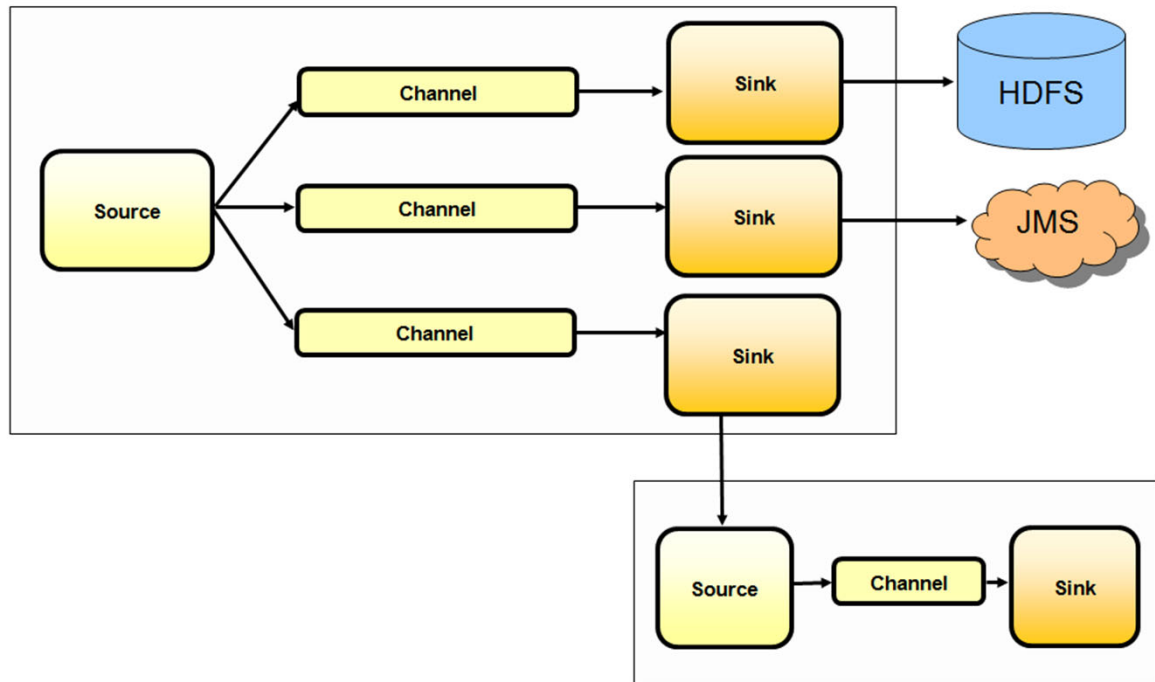 Channel
Sink
HDFS
Source
Channel
Sink
JMS
Channel
Sink
Source
Channel
Sink